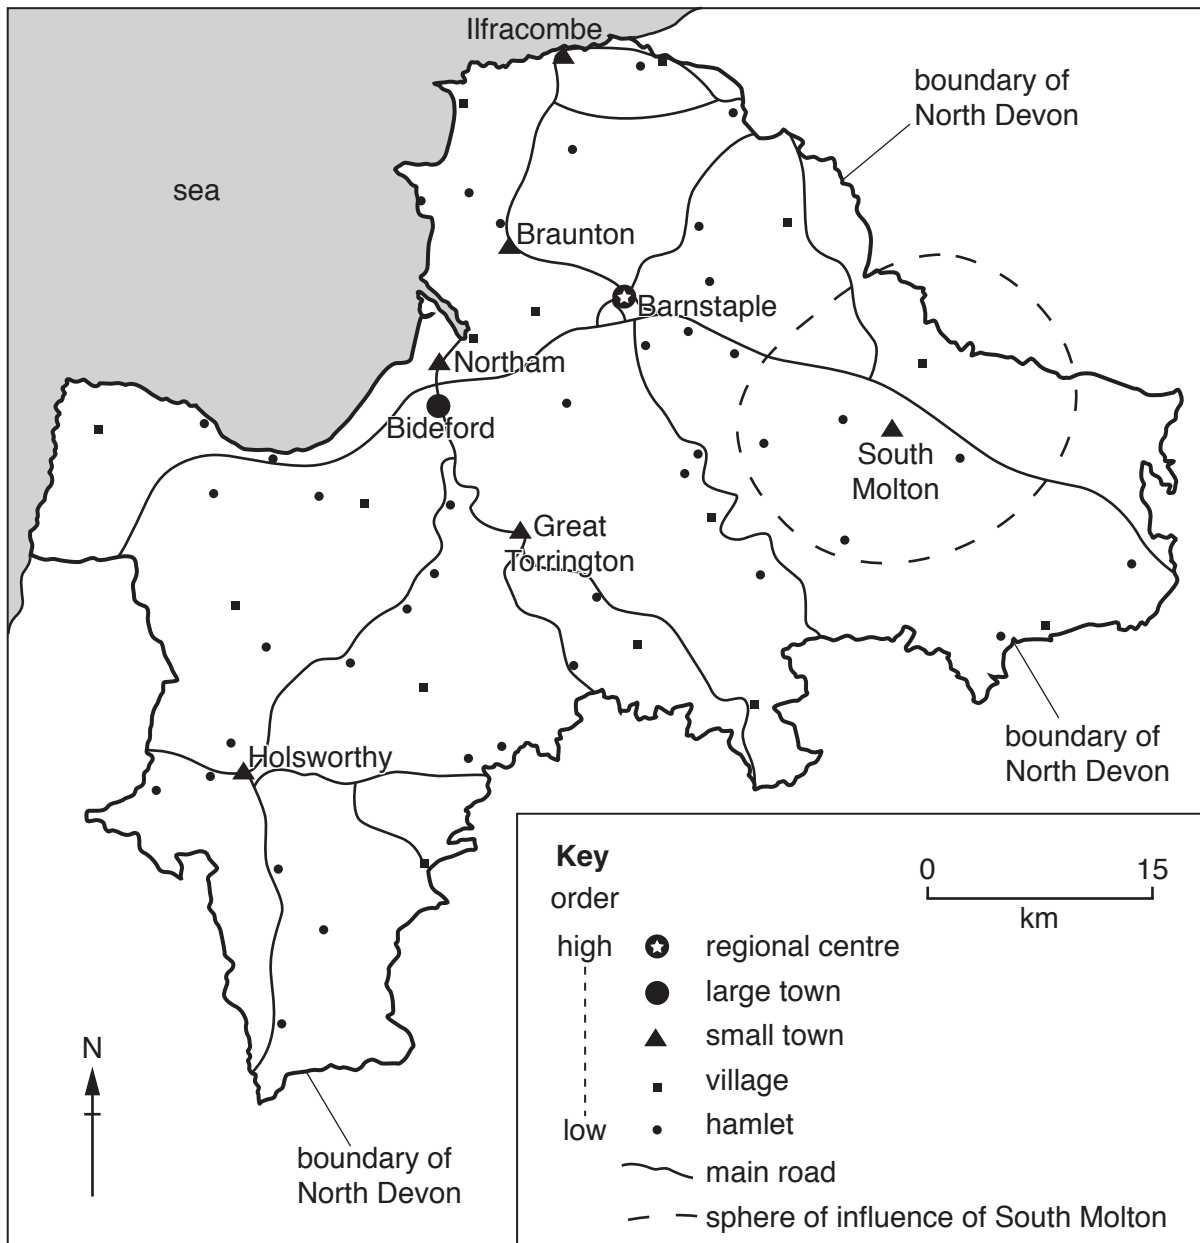 Ilfracombe
boundary of
North Devon
sea
Braunton
Barnstaple
Northam
Bideford
South
Molton
Great
Torrington
boundary of
North Devon
Holsworthy
Key
order
high
low
0 15
km
regional centre
large town
small town
village
hamlet
main road
sphere of influence of South Molton
N
boundary of
North Devon